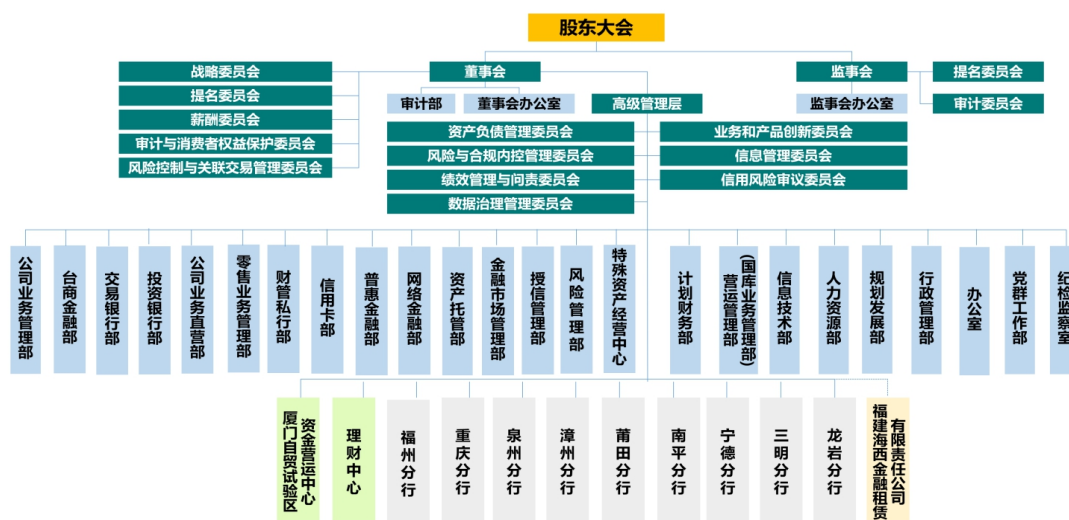 股东大会
董事会
监事会
战略委员会
提名委员会
薪酬委员会
审计与消费者权益保护委员会
风险控制与关联交易管理委员会
审计部
董事会办公室
高级管理层
监事会办公室
提名委员会
审计委员会
资产负债管理委员会
业务和产品创新委员会
风险与合规内控管理委员会
信息管理委员会
绩效管理与问责委员会
信用风险审议委员会
数据治理管理委员会
公司业务管理部
台商金融部
交易银行部
投资银行部
公司业务直营部
零售业务管理部
财管私行部
信用卡部
普惠金融部
网络金融部
资产托管部
金融市场管理部
授信管理部
风险管理部
特殊资产经营中心
计划财务部
(国库业务管理部)
营运管理部
信息技术部
人力资源部
规划发展部
行政管理部
办公室
党群工作部
纪检监察室
资金营运中心
厦门自贸试验区
理财中心
福州分行
重庆分行
泉州分行
漳州分行
莆田分行
南平分行
宁德分行
三明分行
龙岩分行
有限责任公司
福建海西金融租赁